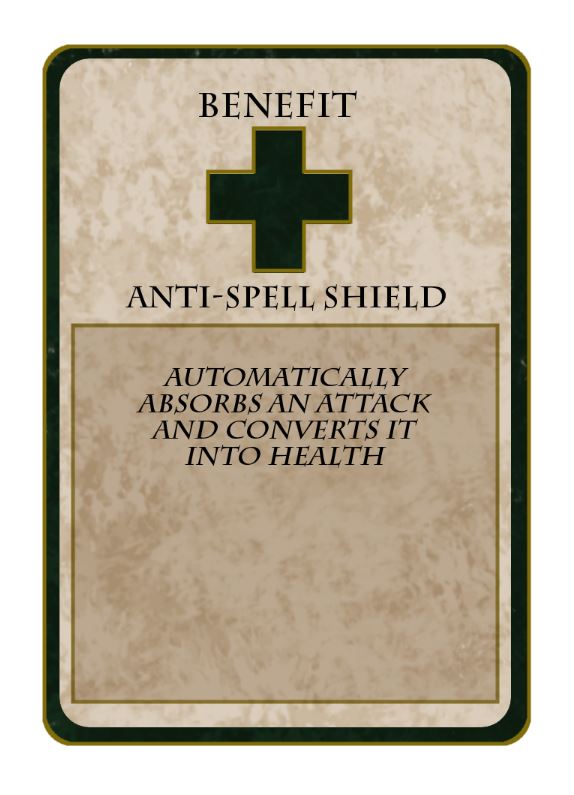 BENEFIT
ANTI-SPELL SHIELD
AUTOMATICALLY
ABSORBS AN ATTACK
AND CONVERTS IT
INTO HEALTH